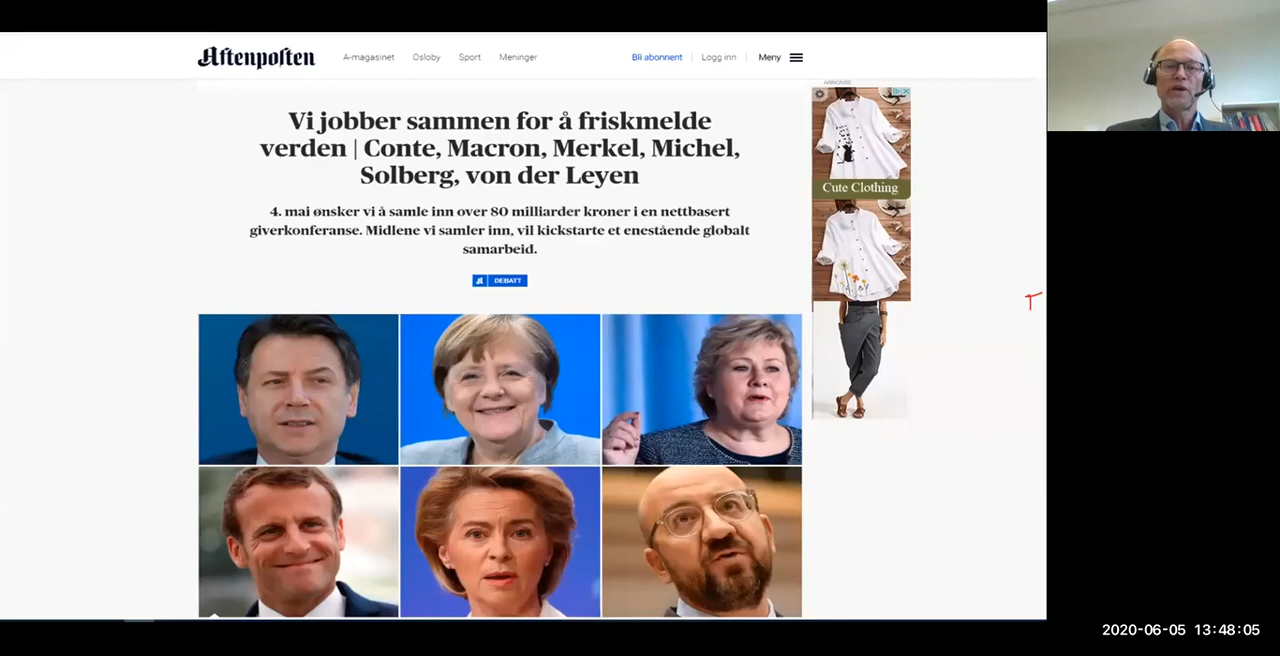 Aftenposten
A-magasinet Osloby Sport Meninger
Bli abonnent Logg inn Meny
Vi jobber sammen for å friskmelde
verden | Conte, Macron, Merkel, Michel,
Solberg, von der Leyen
4. mai ønsker vi å samle inn over 80 milliarder kroner i en nettbasert
giverkonferanse. Midlene vi samler inn, vil kickstarte et enestående globalt
samarbeid.
DEBATT
ANNONSE
Cute Clothing
2020-06-05 13:48:05